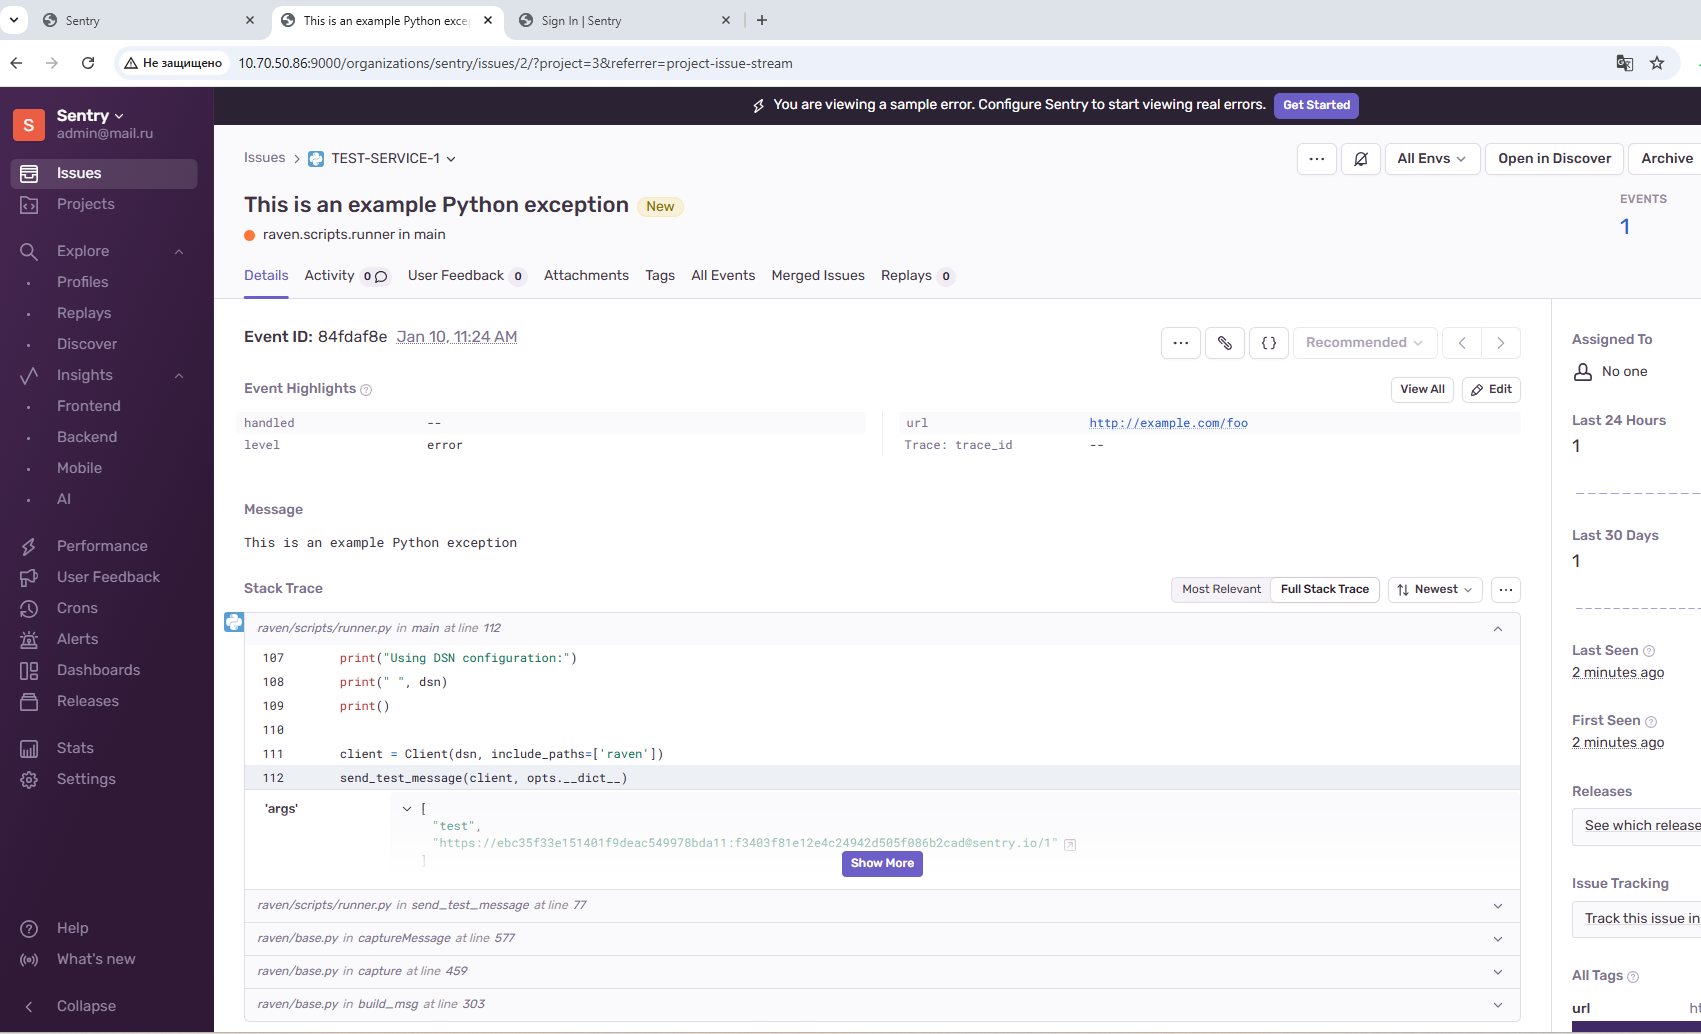 Sentry
This is an example Python exce
Sign In | Sentry
Не защищено
10.70.50.86:9000/organizations/sentry/issues/2/?project=3&referrer=project-issue-stream
S
Sentry
admin@mail.ru
Issues
Projects
Explore
Profiles
Replays
Discover
Insights
Frontend
Backend
Mobile
AI
Performance
User Feedback
Crons
Alerts
Dashboards
Releases
Stats
Settings
Help
What's new
Collapse
You are viewing a sample error. Configure Sentry to start viewing real errors.
Get Started
Issues > TEST-SERVICE-1
All Envs
Open in Discover
Archive
This is an example Python exception
New
EVENTS
1
raven.scripts.runner in main
Details
Activity 0
User Feedback 0
Attachments
Tags
All Events
Merged Issues
Replays 0
Event ID: 84fdaf8e Jan 10, 11:24 AM
{}
Recommended
Event Highlights
View All
Edit
handled --
level error
url http://example.com/foo
Trace: trace_id --
Message
This is an example Python exception
Stack Trace
Most Relevant
Full Stack Trace
Newest
raven/scripts/runner.py in main at line 112
107 print("Using DSN configuration:")
108 print(" ", dsn)
109 print()
110
111 client = Client(dsn, include_paths=['raven'])
112 send_test_message(client, opts.__dict__)
'args'
[
"test",
"https://ebc35f33e151401f9deac549978bda11:f3403f81e12e4c24942d505f086b2cad@sentry.io/1"
]
Show More
raven/scripts/runner.py in send_test_message at line 77
raven/base.py in captureMessage at line 577
raven/base.py in capture at line 459
raven/base.py in build_msg at line 303
Assigned To
No one
Last 24 Hours
1
Last 30 Days
1
Last Seen
2 minutes ago
First Seen
2 minutes ago
Releases
See which release
Issue Tracking
Track this issue in
All Tags
url
ht